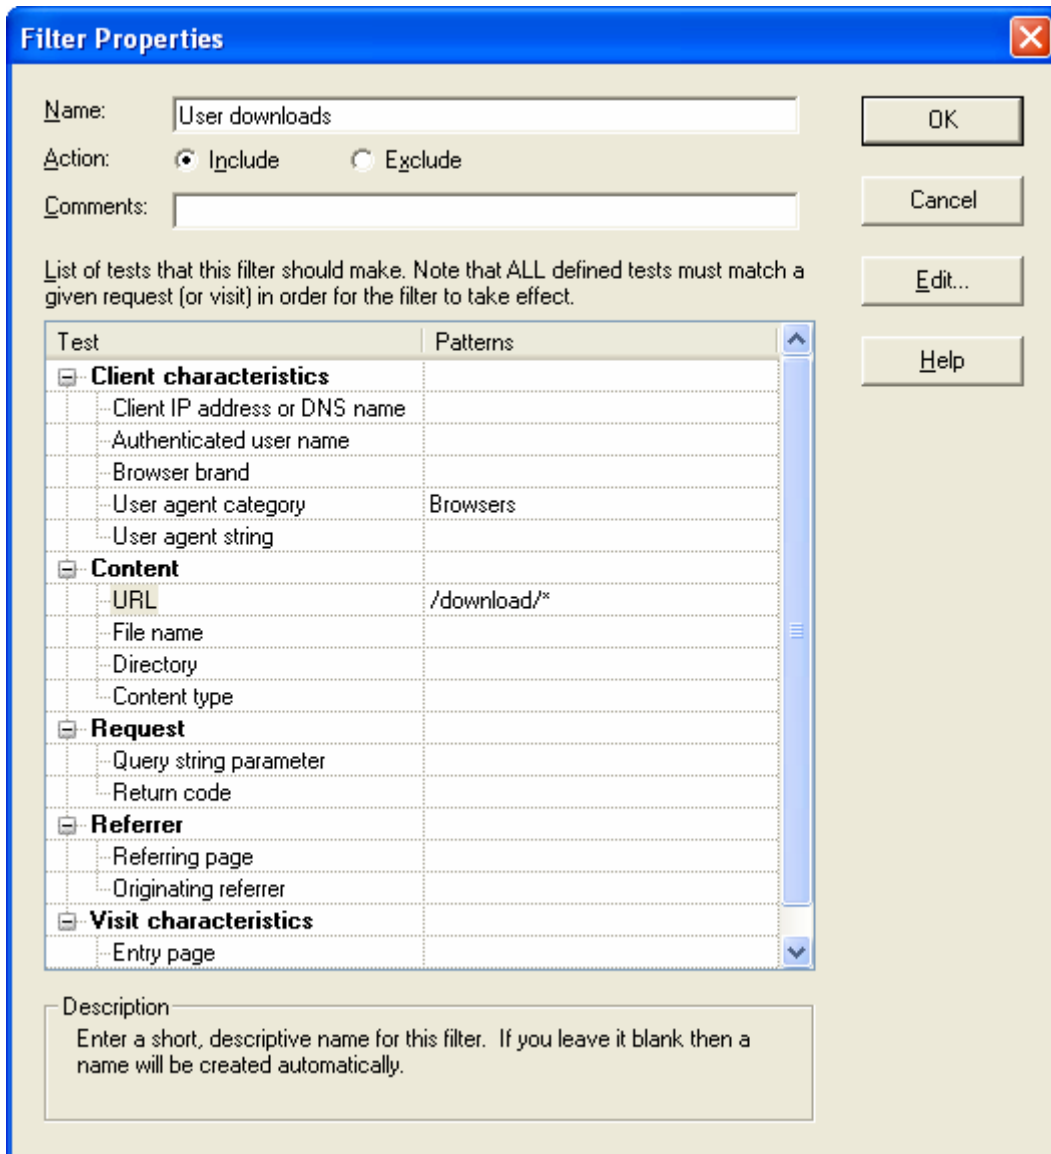 Filter Properties
Name: User downloads OK
Action: Include Exclude
Comments: Cancel
List of tests that this filter should make. Note that ALL defined tests must match a
given request (or visit) in order for the filter to take effect.
Edit...
Help
Test Patterns
Client characteristics
Client IP address or DNS name
Authenticated user name
Browser brand
User agent category Browsers
User agent string
Content
URL /download/*
File name
Directory
Content type
Request
Query string parameter
Return code
Referrer
Referring page
Originating referrer
Visit characteristics
Entry page
Description
Enter a short, descriptive name for this filter. If you leave it blank then a
name will be created automatically.